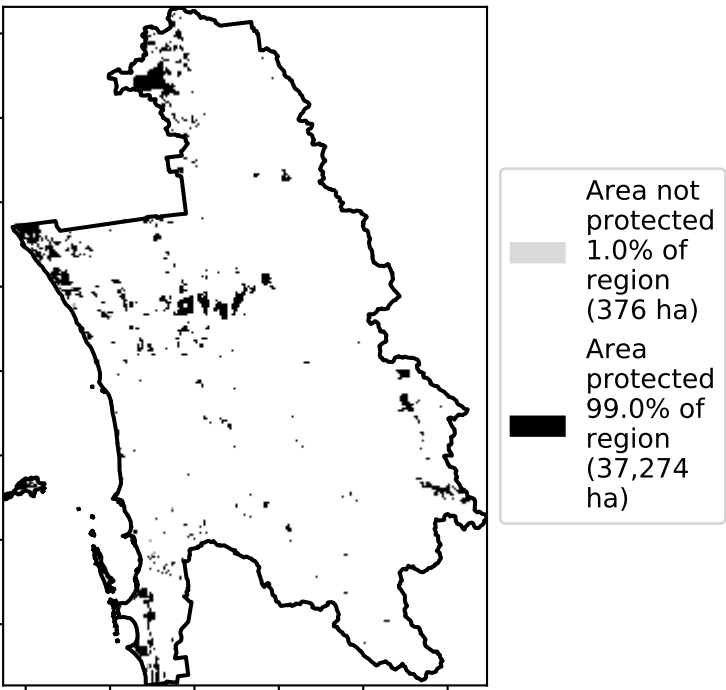 Area not
protected
1.0% of
region
(376 ha)
Area
protected
99.0% of
region
(37,274
ha)